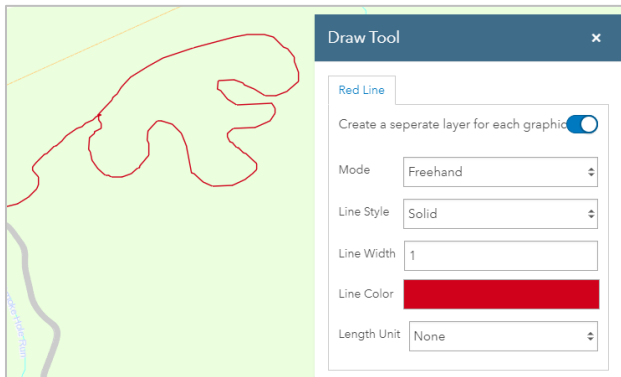 Draw Tool ×
Red Line
Create a seperate layer for each graphic
Mode Freehand
Line Style Solid
Line Width 1
Line Color
Length Unit None